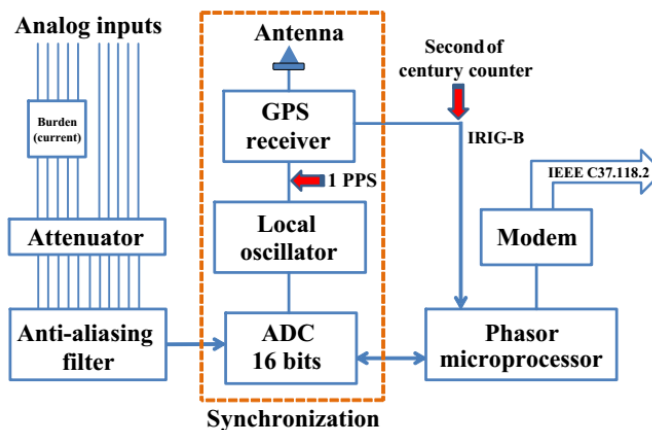 Analog inputs
Burden
(current)
Attenuator
Anti-aliasing
filter
Antenna
GPS
receiver
1 PPS
Local
oscillator
ADC
16 bits
Synchronization
Second of
century counter
IRIG-B
IEEE C37.118.2
Modem
Phasor
microprocessor